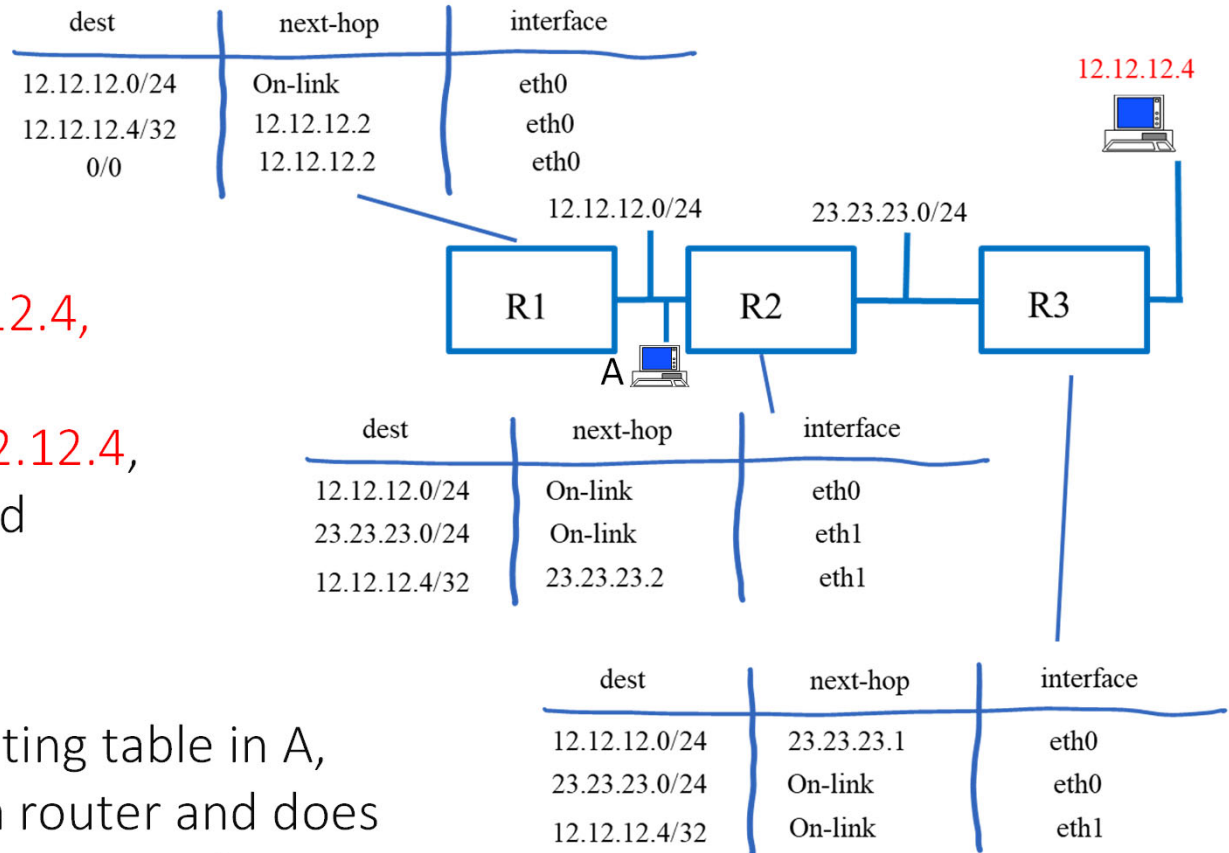 dest next-hop interface
12.12.12.0/24 On-link eth0
12.12.12.4/32 12.12.12.2 eth0
0/0 12.12.12.2 eth0
12.12.12.4
12.12.12.0/24 23.23.23.0/24
R1 R2 R3
A
2.4,
2.12.4,
d
dest next-hop interface
12.12.12.0/24 On-link eth0
23.23.23.0/24 On-link eth1
12.12.12.4/32 23.23.23.2 eth1
ting table in A,
router and does
dest next-hop interface
12.12.12.0/24 23.23.23.1 eth0
23.23.23.0/24 On-link eth0
12.12.12.4/32 On-link eth1